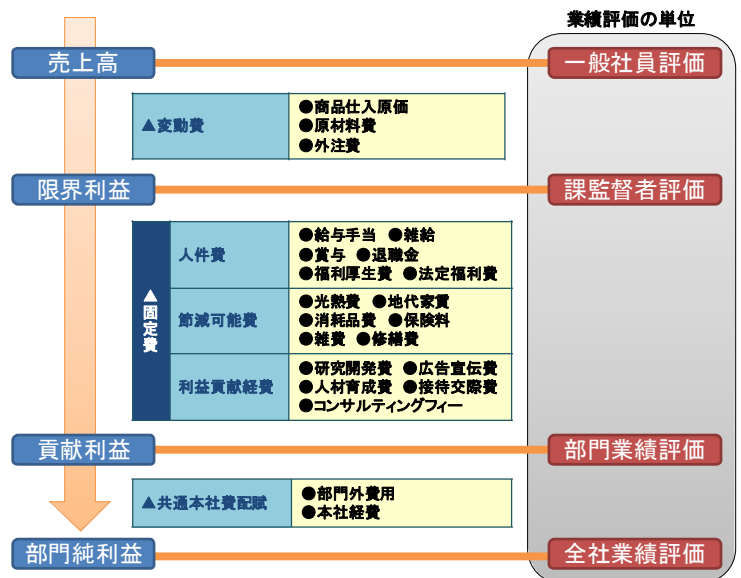 業績評価の単位
売上高
一般社員評価
▲変動費
●商品仕入原価
●原材料費
●外注費
限界利益
課監督者評価
▲固定費
人件費
●給与手当 ●雑給
●賞与 ●退職金
●福利厚生費 ●法定福利費
節減可能費
●光熱費 ●地代家賃
●消耗品費 ●保険料
●雑費 ●修繕費
利益貢献経費
●研究開発費 ●広告宣伝費
●人材育成費 ●接待交際費
●コンサルティングフィー
貢献利益
部門業績評価
▲共通本社費配賦
●部門外費用
●本社経費
部門純利益
全社業績評価